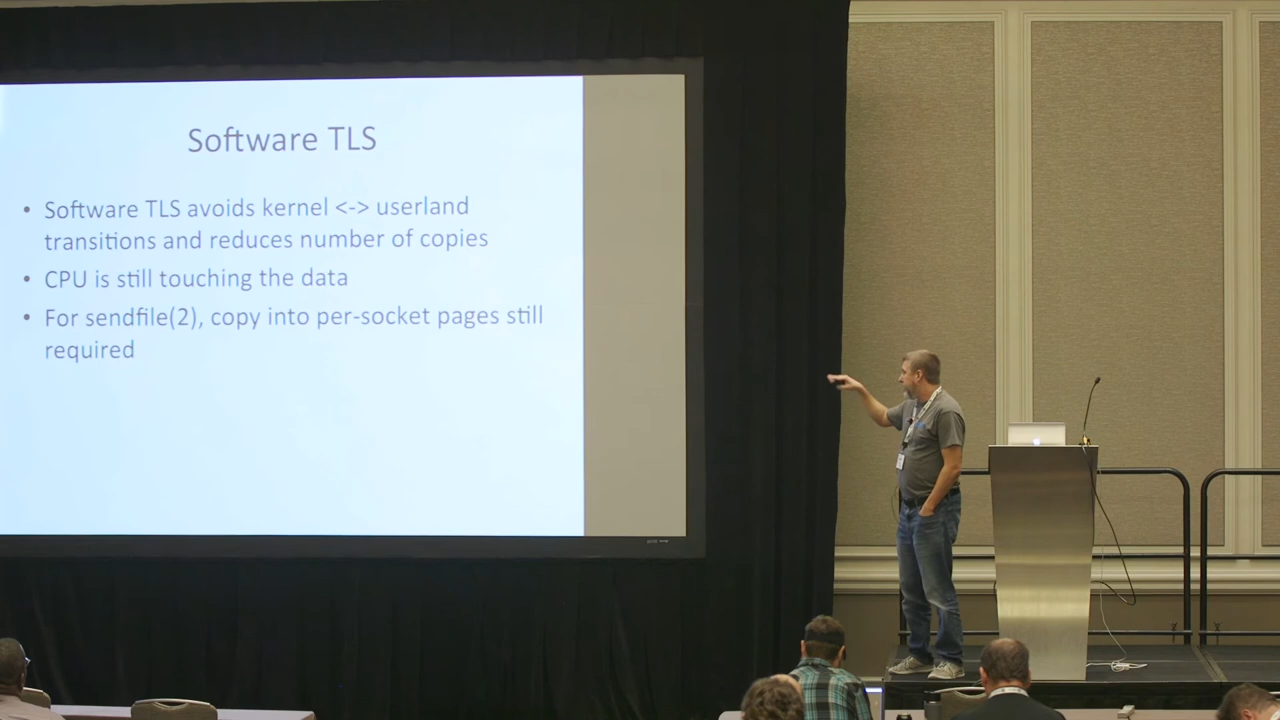 Software TLS
• Software TLS avoids kernel <-> userland
transitions and reduces number of copies
• CPU is still touching the data
• For sendfile(2), copy into per-socket pages still
required